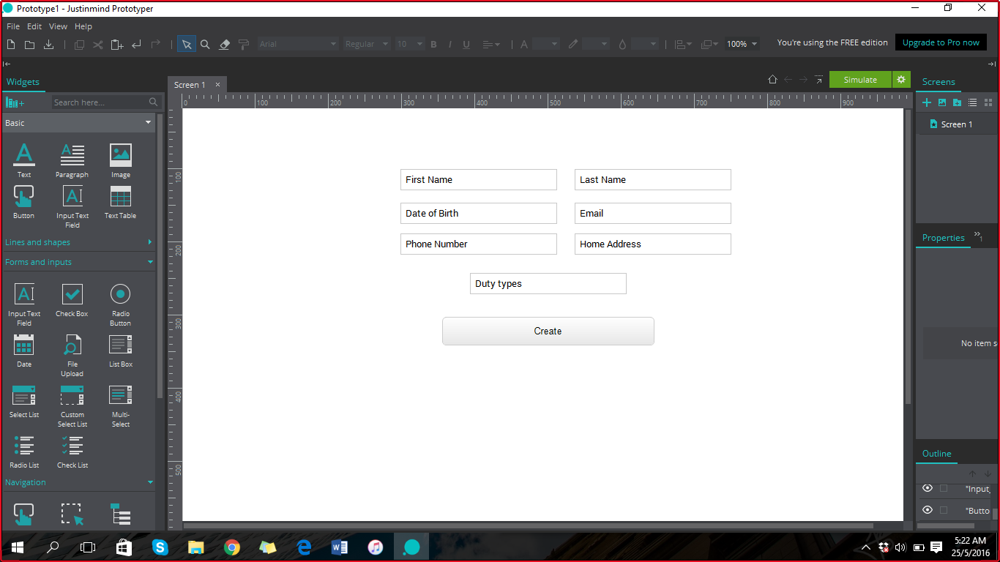 Prototype1 - Justinmind Prototyper
File Edit View Help
Arial Regular 10 B I U A 100% You're using the FREE edition Upgrade to Pro now
Widgets
Screen 1 ×
Simulate
Screens
Search here...
0 100 200 300 400 500 600 700 800 900
Basic
Screen 1
Text Paragraph Image
Button Input Text Field Text Table
Lines and shapes
Forms and inputs
Input Text Field Check Box Radio Button
Date File Upload List Box
Select List Custom Select List Multi-Select
Radio List Check List
Navigation
100
200
300
400
500
First Name Last Name
Date of Birth Email
Phone Number Home Address
Duty types
Create
Properties 1
No item s
Outline
"Input_
"Butto
5:22 AM
25/5/2016